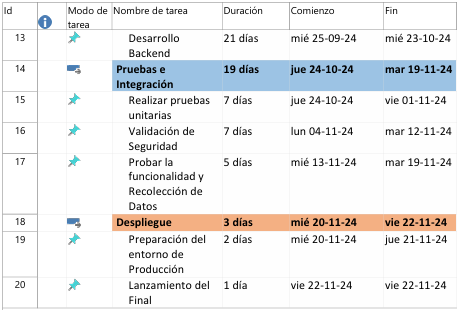 Id Modo de tarea Nombre de tarea Duración Comienzo Fin
13 Desarrollo Backend 21 días mié 25-09-24 mié 23-10-24
14 Pruebas e Integración 19 días jue 24-10-24 mar 19-11-24
15 Realizar pruebas unitarias 7 días jue 24-10-24 vie 01-11-24
16 Validación de Seguridad 7 días lun 04-11-24 mar 12-11-24
17 Probar la funcionalidad y Recolección de Datos 5 días mié 13-11-24 mar 19-11-24
18 Despliegue 3 días mié 20-11-24 vie 22-11-24
19 Preparación del entorno de Producción 2 días mié 20-11-24 jue 21-11-24
20 Lanzamiento del Final 1 día vie 22-11-24 vie 22-11-24